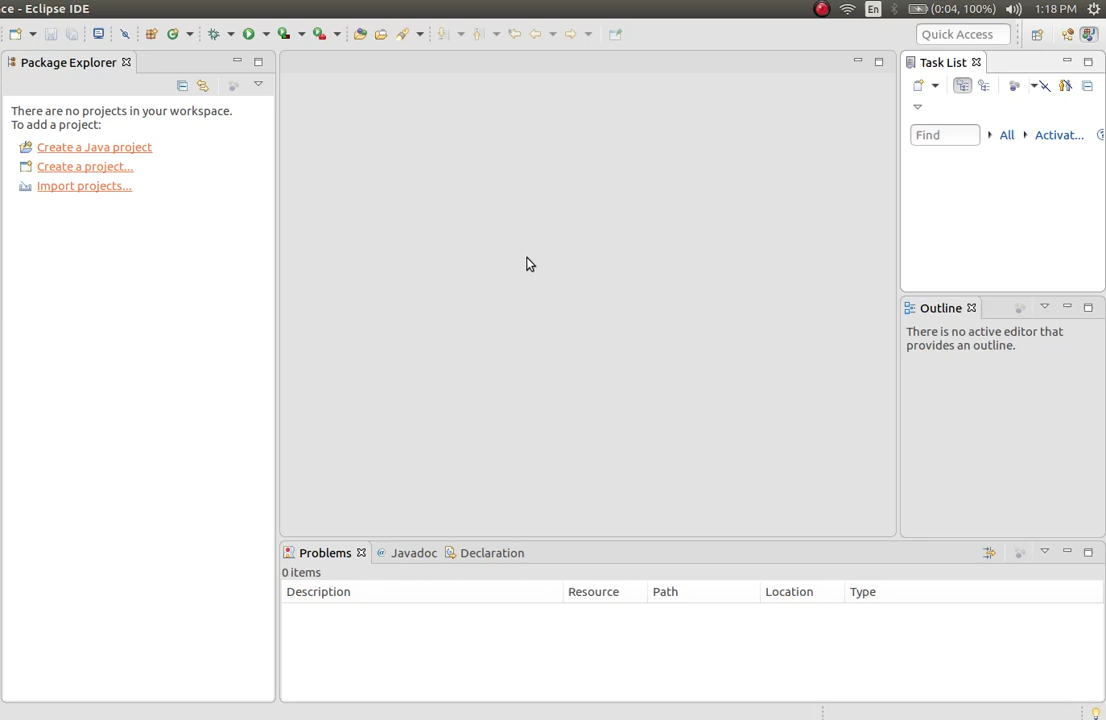 ce - Eclipse IDE
En
(0:04, 100%)
1:18 PM
Quick Access
Package Explorer
There are no projects in your workspace.
To add a project:
Create a Java project
Create a project...
Import projects...
Task List
Find
All
Activat...
Outline
There is no active editor that
provides an outline.
Problems
Javadoc
Declaration
0 items
Description
Resource
Path
Location
Type